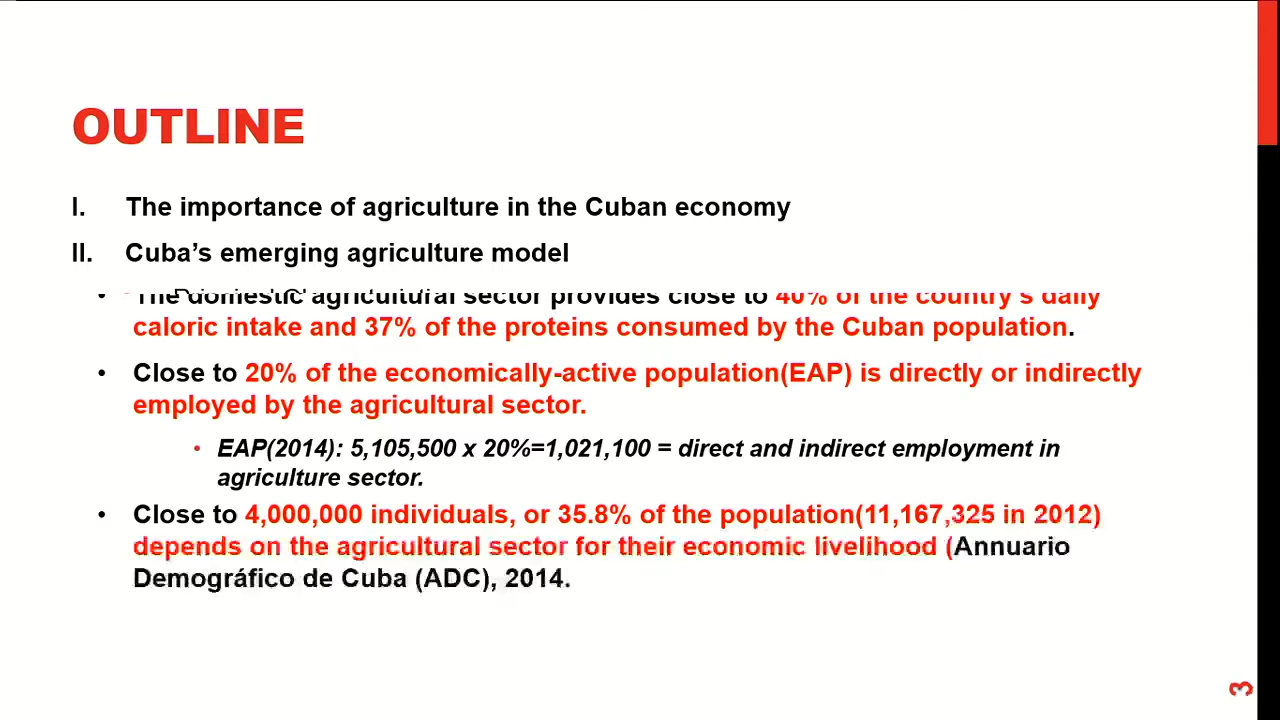 OUTLINE
I. The importance of agriculture in the Cuban economy
II. Cuba’s emerging agriculture model
• The domestic agricultural sector provides close to 40% of the country’s daily
caloric intake and 37% of the proteins consumed by the Cuban population.
• Close to 20% of the economically-active population(EAP) is directly or indirectly
employed by the agricultural sector.
• EAP(2014): 5,105,500 x 20%=1,021,100 = direct and indirect employment in
agriculture sector.
• Close to 4,000,000 individuals, or 35.8% of the population(11,167,325 in 2012)
depends on the agricultural sector for their economic livelihood (Annuario
Demográfico de Cuba (ADC), 2014.
3